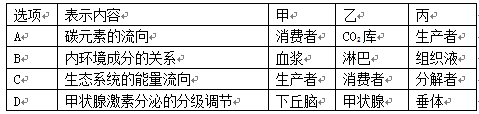 选项 表示内容 甲 乙 丙
A 碳元素的流向 消费者 CO₂库 生产者
B 内环境成分的关系 血浆 淋巴 组织液
C 生态系统的能量流向 生产者 消费者 分解者
D 甲状腺激素分泌的分级调节 下丘脑 甲状腺 垂体